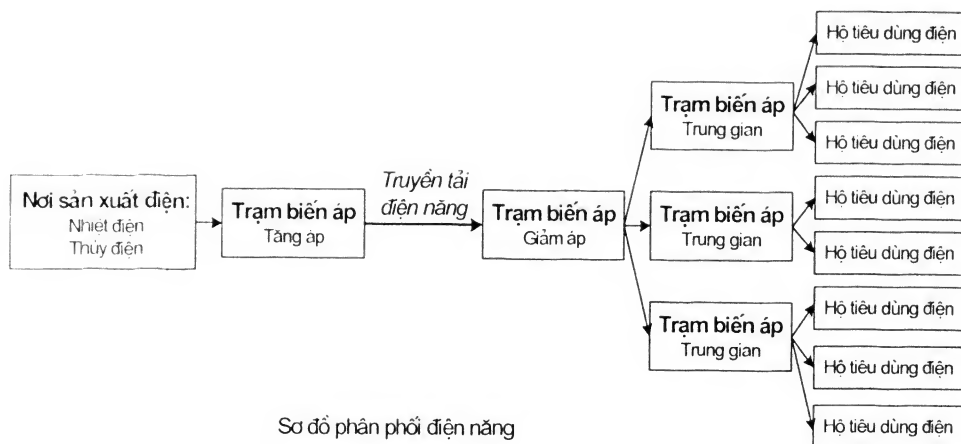 Nơi sản xuất điện:
Nhiệt điện
Thủy điện
Trạm biến áp
Tăng áp
Truyền tải
điện năng
Trạm biến áp
Giảm áp
Trạm biến áp
Trung gian
Trạm biến áp
Trung gian
Trạm biến áp
Trung gian
Hộ tiêu dùng điện
Hộ tiêu dùng điện
Hộ tiêu dùng điện
Hộ tiêu dùng điện
Hộ tiêu dùng điện
Hộ tiêu dùng điện
Hộ tiêu dùng điện
Hộ tiêu dùng điện
Sơ đồ phân phối điện năng